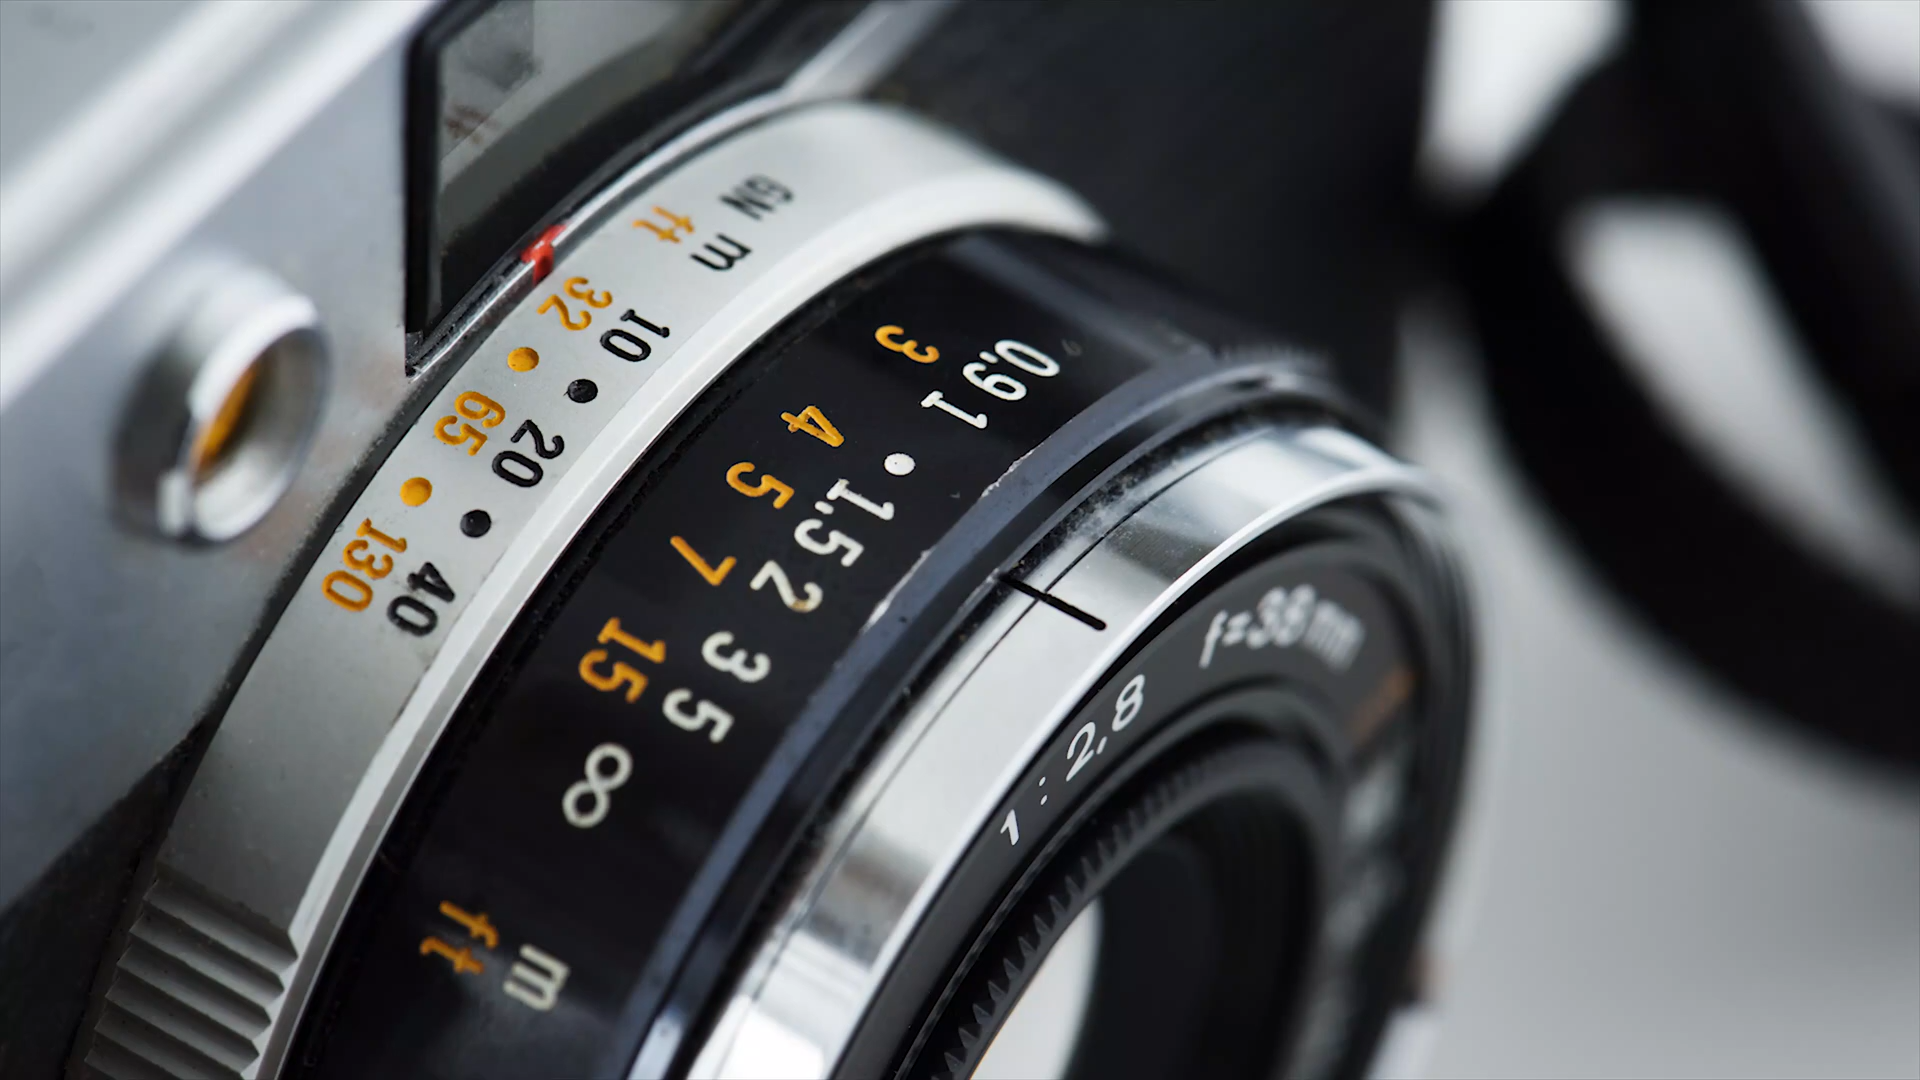 GN m
ft
10 • 20 • 40
32 • 65 • 130
0.9 1 • 1.5 2 3 5 ∞ m
3 4 5 7 15 ft
1:2.8 f=38mm